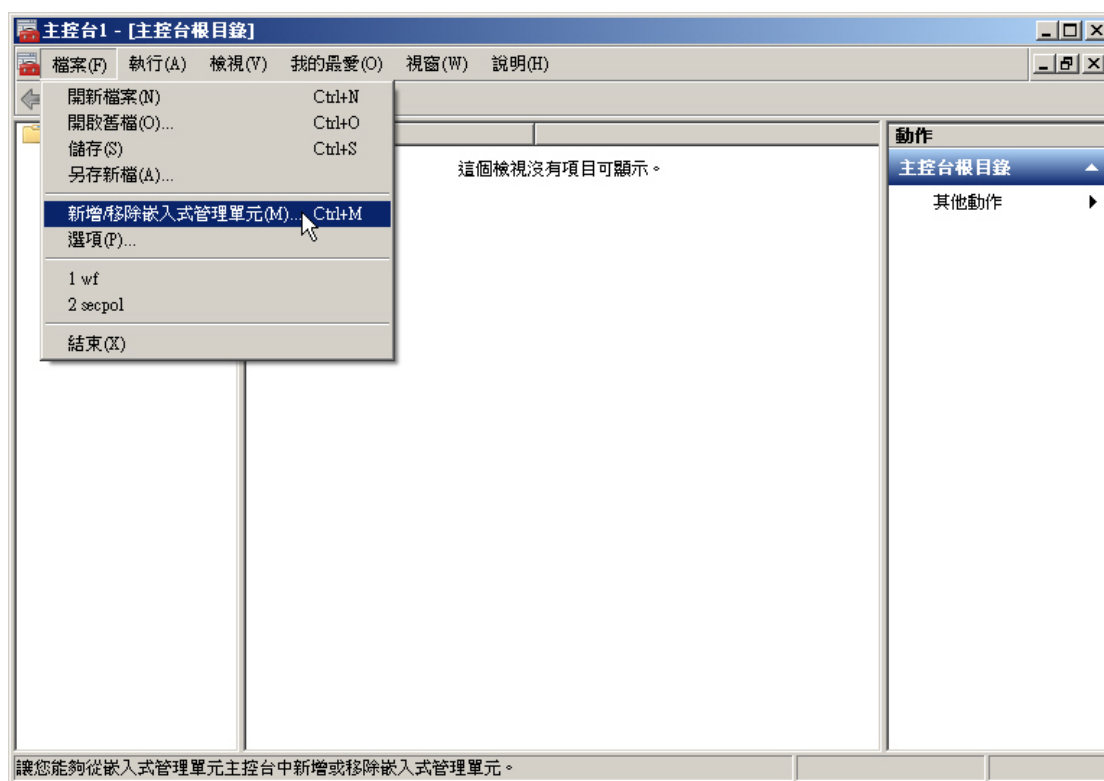 主控台1 - [主控台根目錄]
檔案(F) 執行(A) 檢視(V) 我的最愛(O) 視窗(W) 說明(H)
開新檔案(N) Ctrl+N
開啟舊檔(O)... Ctrl+O
儲存(S) Ctrl+S
另存新檔(A)...
新增/移除嵌入式管理單元(M)... Ctrl+M
選項(P)...
1 wf
2 secpol
結束(X)
這個檢視沒有項目可顯示。
動作
主控台根目錄
其他動作
讓您能夠從嵌入式管理單元主控台中新增或移除嵌入式管理單元。